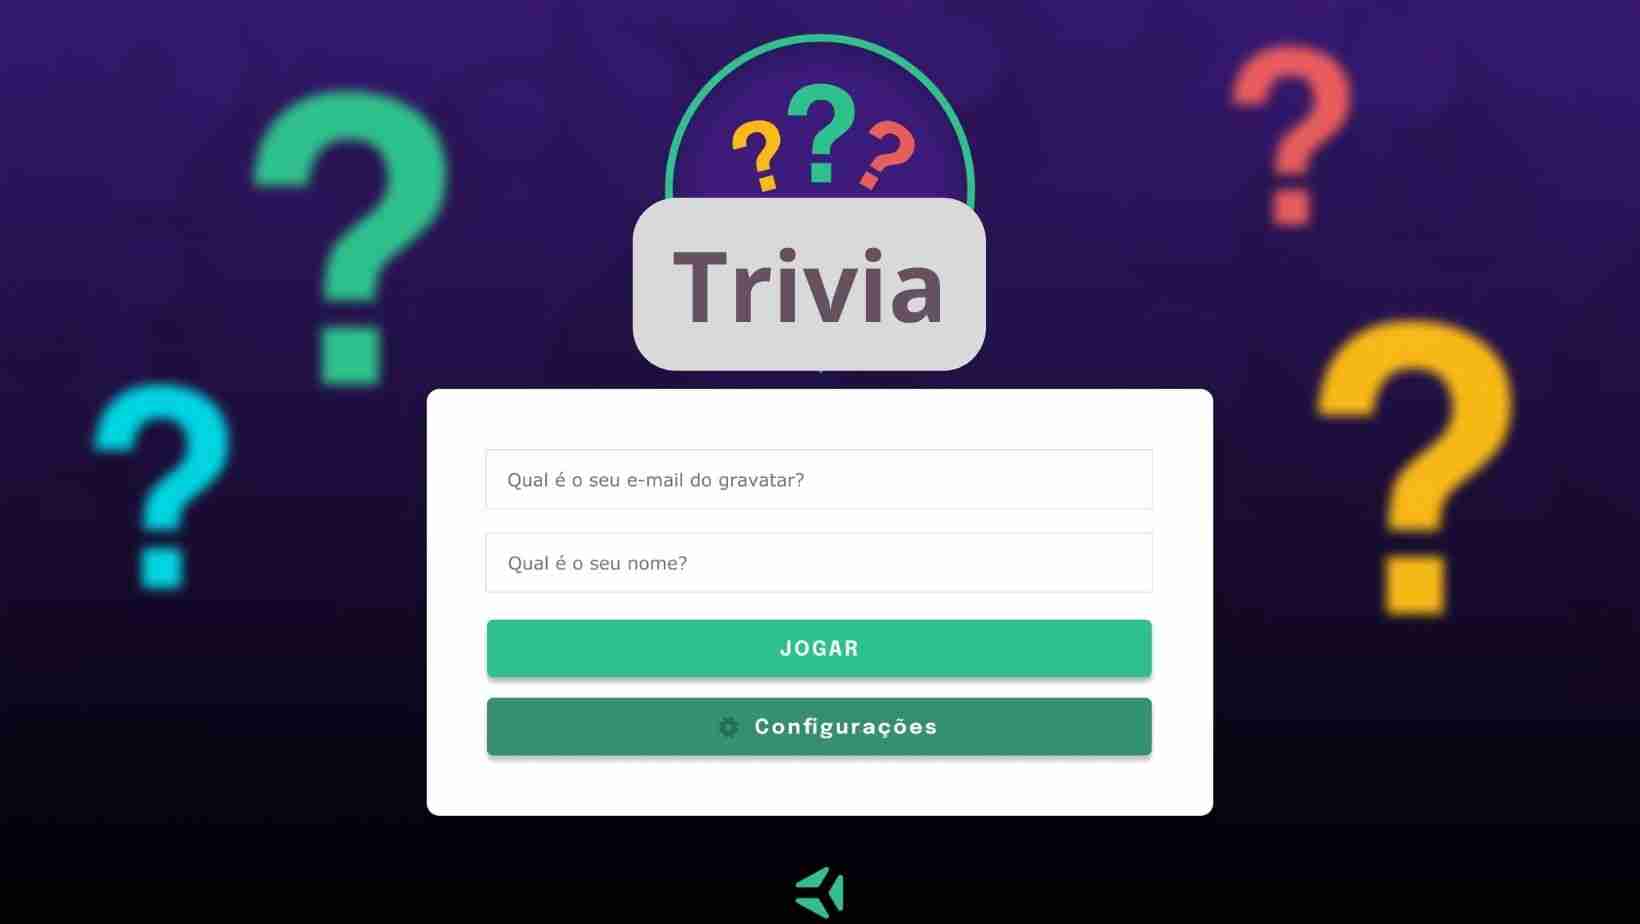 ???
Trivia
Qual é o seu e-mail do gravatar?
Qual é o seu nome?
JOGAR
Configurações